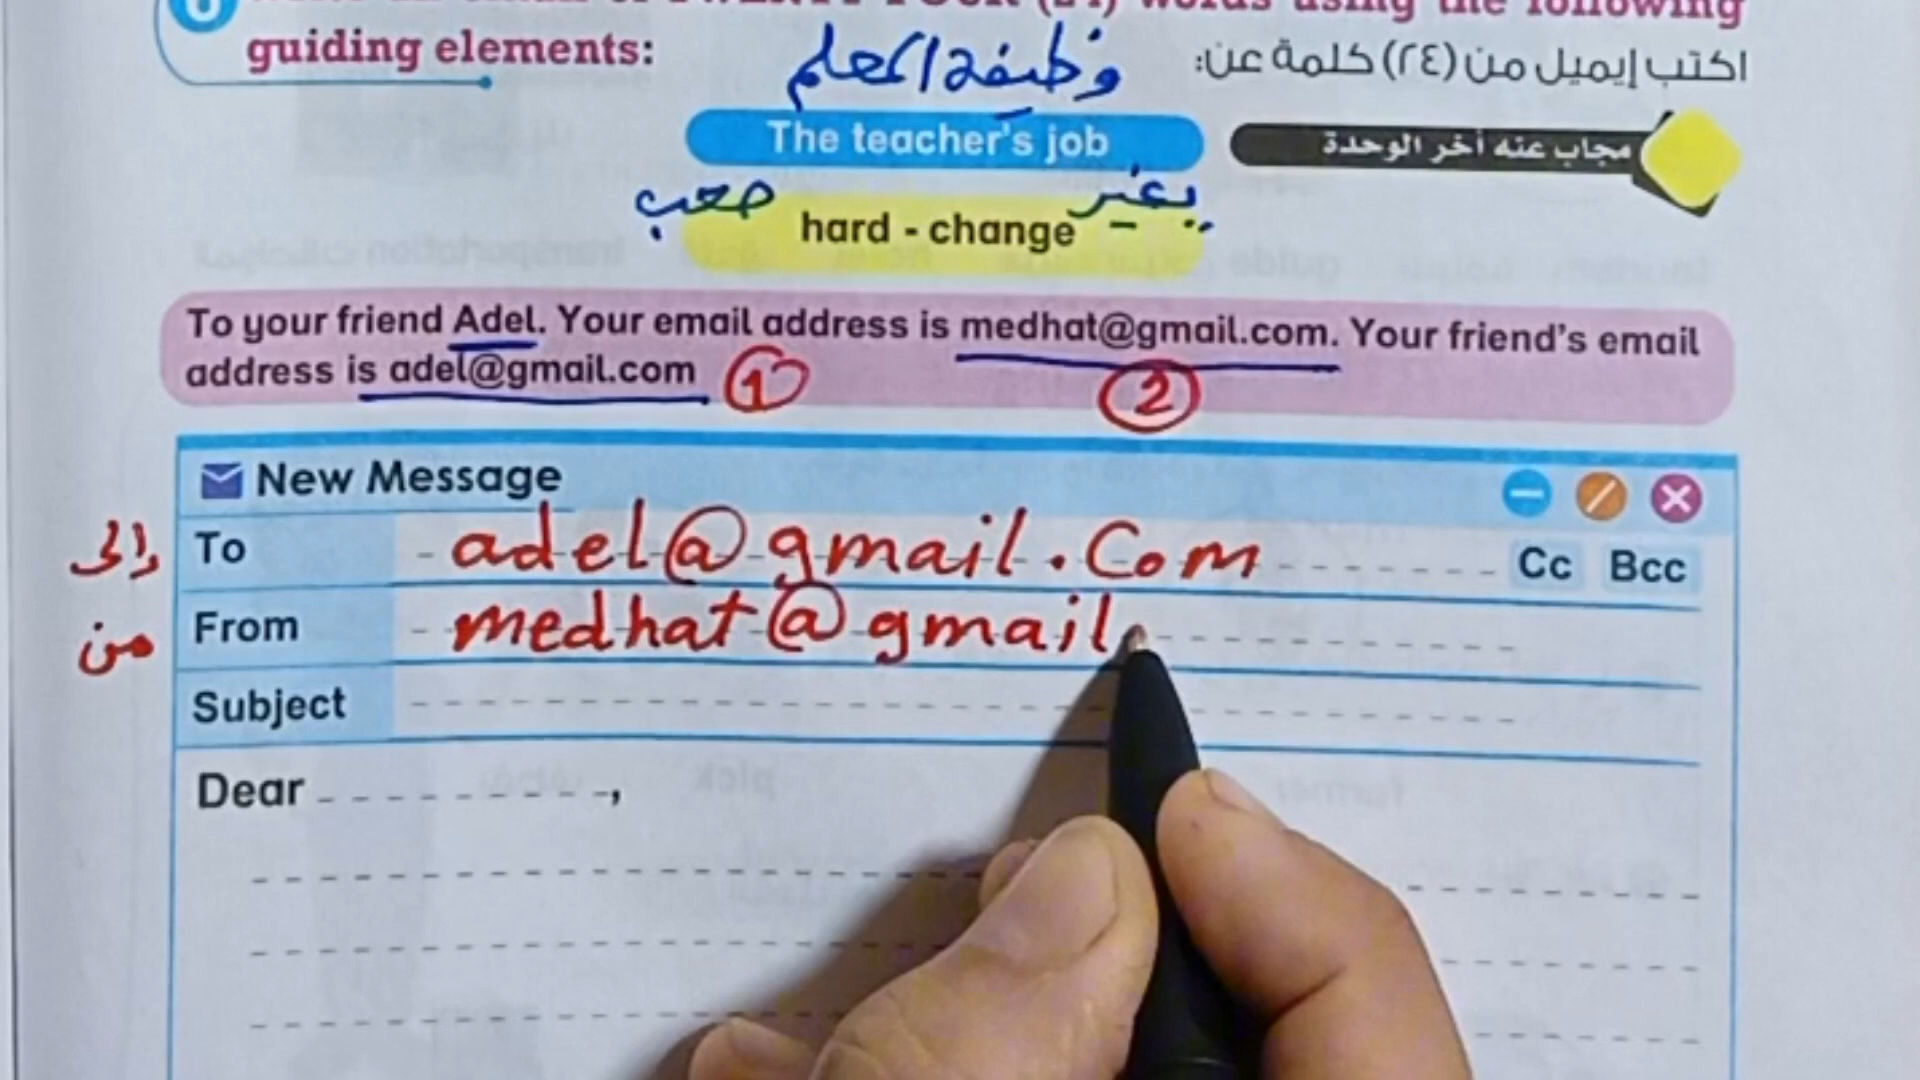 guiding elements:
اكتب إيميل من (٢٤) كلمة عن:
وظيفة المعلم
The teacher's job
مجاب عنه أخر الوحدة
صعب
يغير
hard - change
To your friend Adel. Your email address is medhat@gmail.com. Your friend's email
address is adel@gmail.com
1
2
New Message
إلى
To
adel@gmail.Com
Cc Bcc
من
From
medhat@gmail
Subject
Dear ,